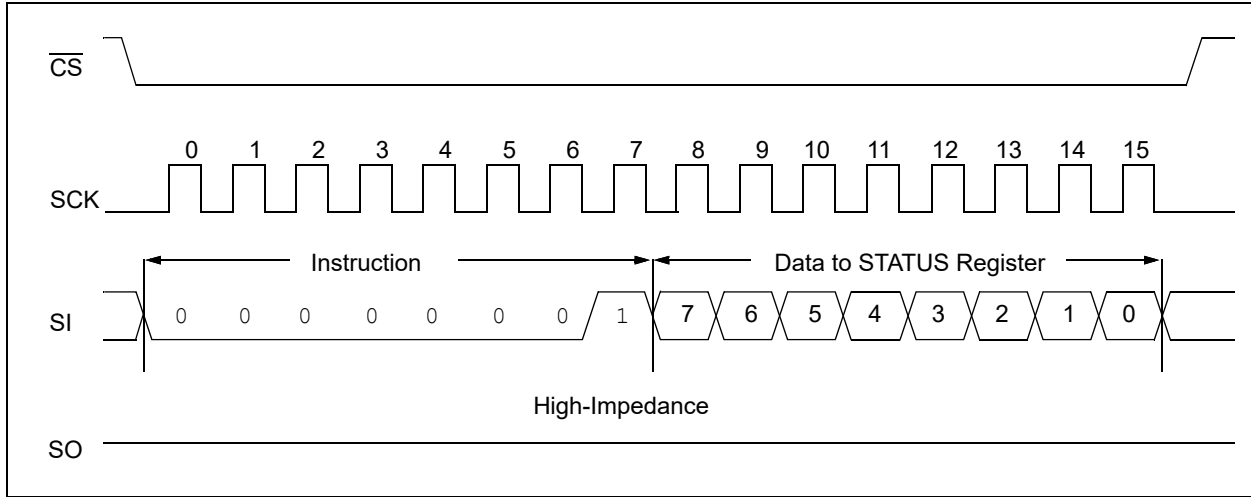 CS
0 1 2 3 4 5 6 7 8 9 10 11 12 13 14 15
SCK
Instruction Data to STATUS Register
SI 0 0 0 0 0 0 0 1 7 6 5 4 3 2 1 0
High-Impedance
SO